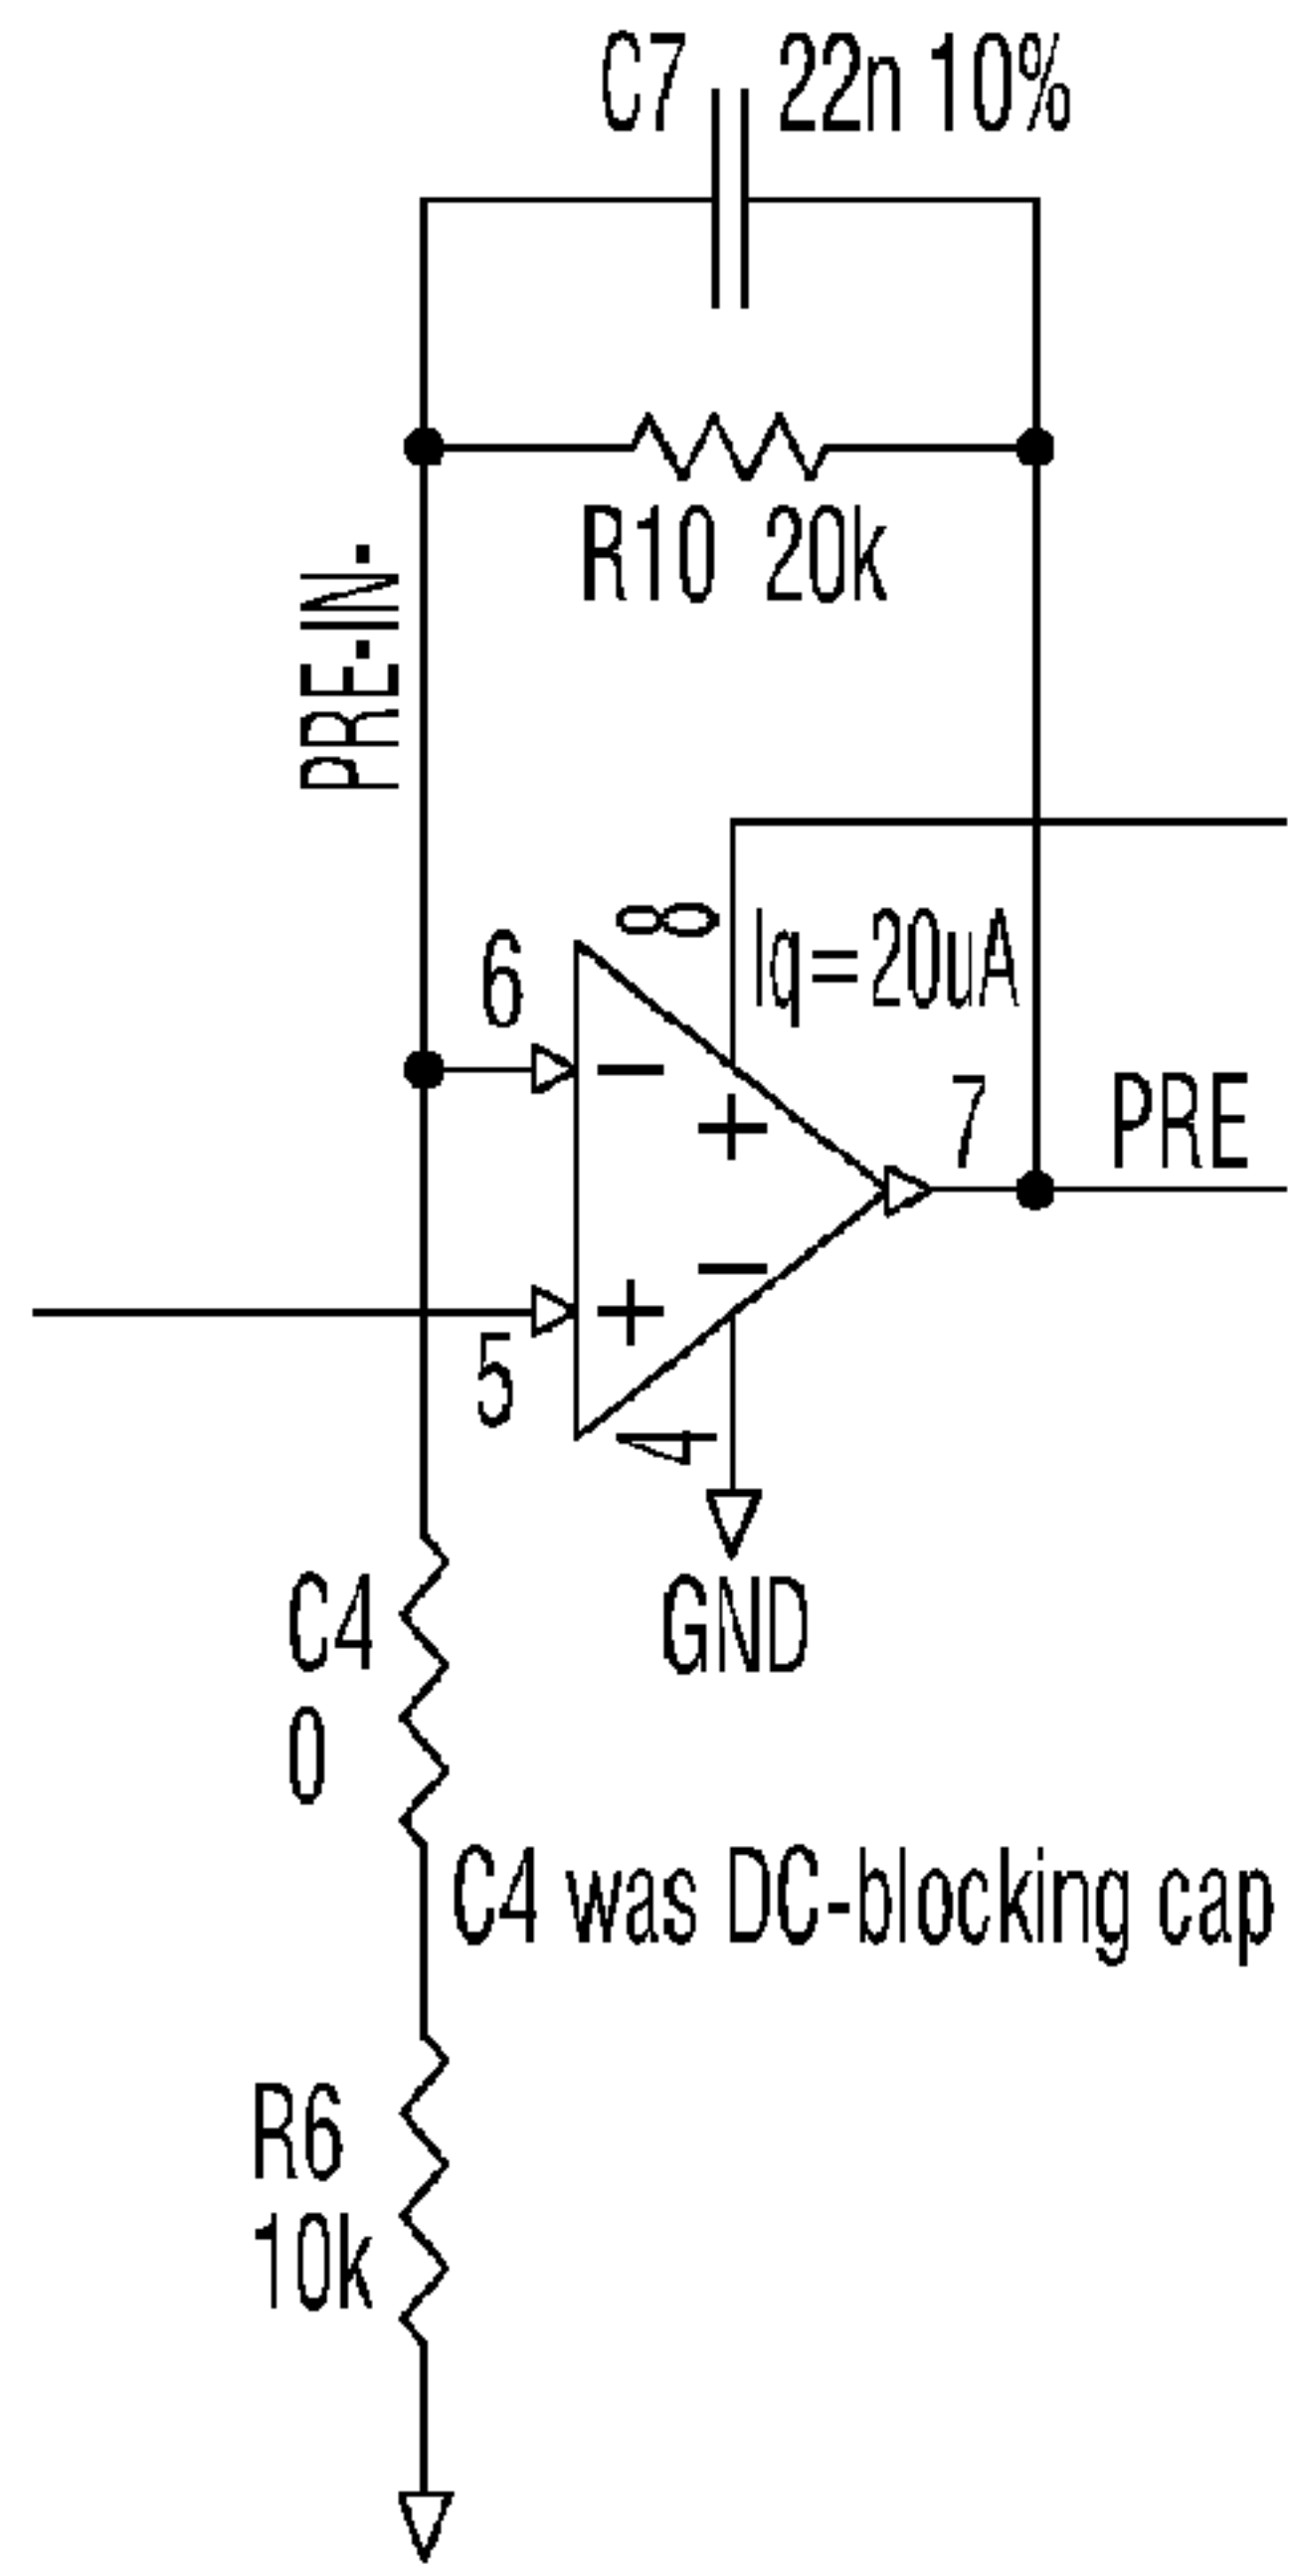 C7 22n 10%
R10 20k
PRE-IN-
8
Iq=20uA
6
7
PRE
5
4
GND
C4
0
C4 was DC-blocking cap
R6
10k